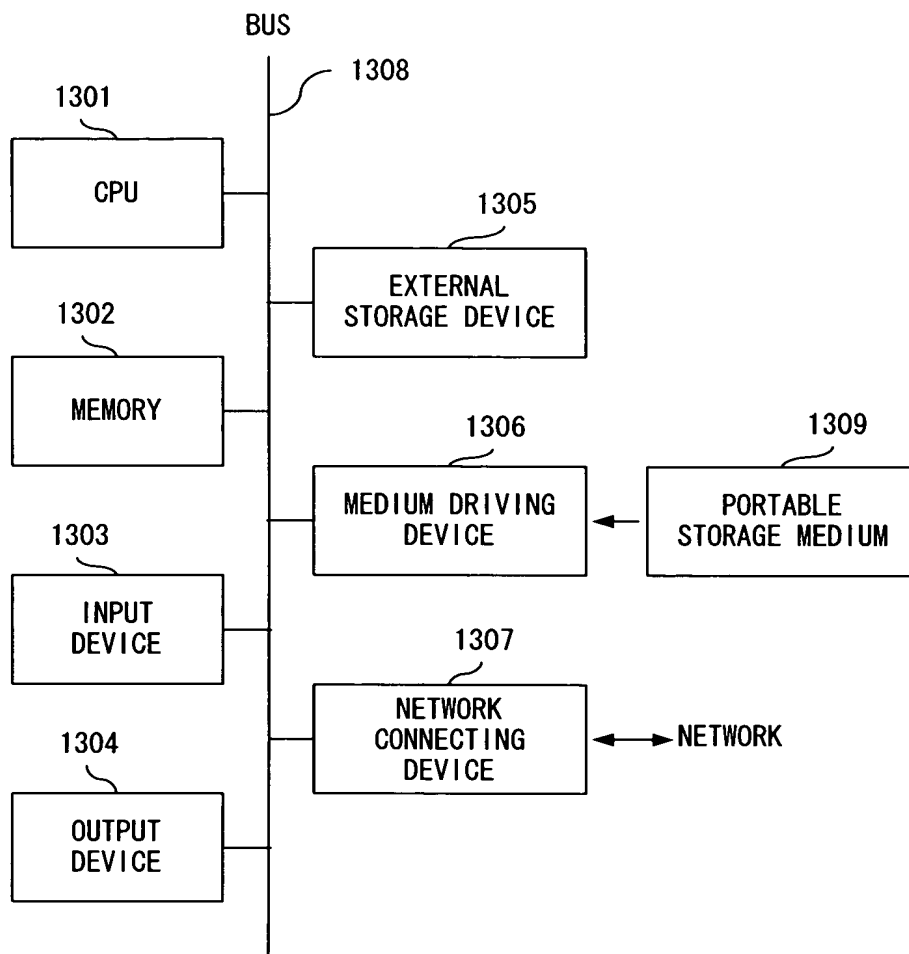 BUS
1308
1301
CPU
1305
EXTERNAL
STORAGE DEVICE
1302
MEMORY
1306
MEDIUM DRIVING
DEVICE
1309
PORTABLE
STORAGE MEDIUM
1303
INPUT
DEVICE
1307
NETWORK
CONNECTING
DEVICE
NETWORK
1304
OUTPUT
DEVICE